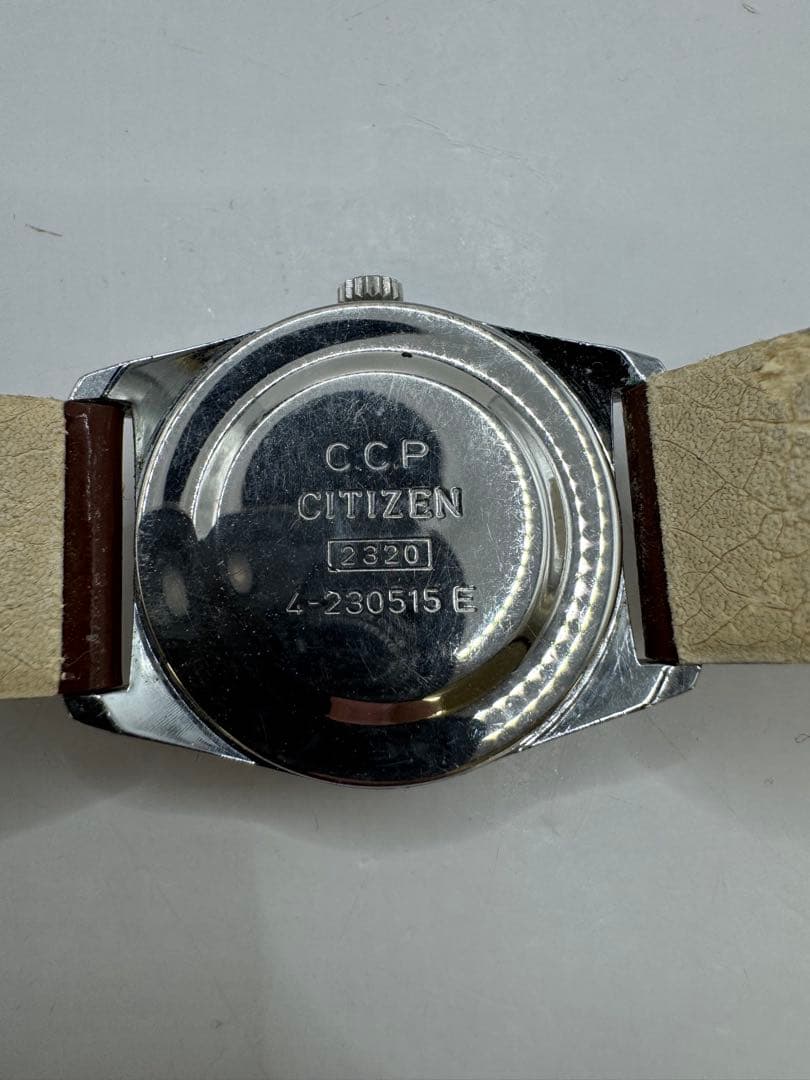 C.C.P
CITIZEN
2320
4-230515 E